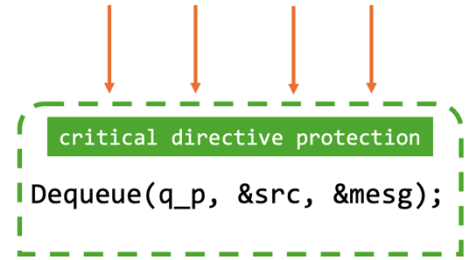 critical directive protection
Dequeue(q_p, &src, &mesg);